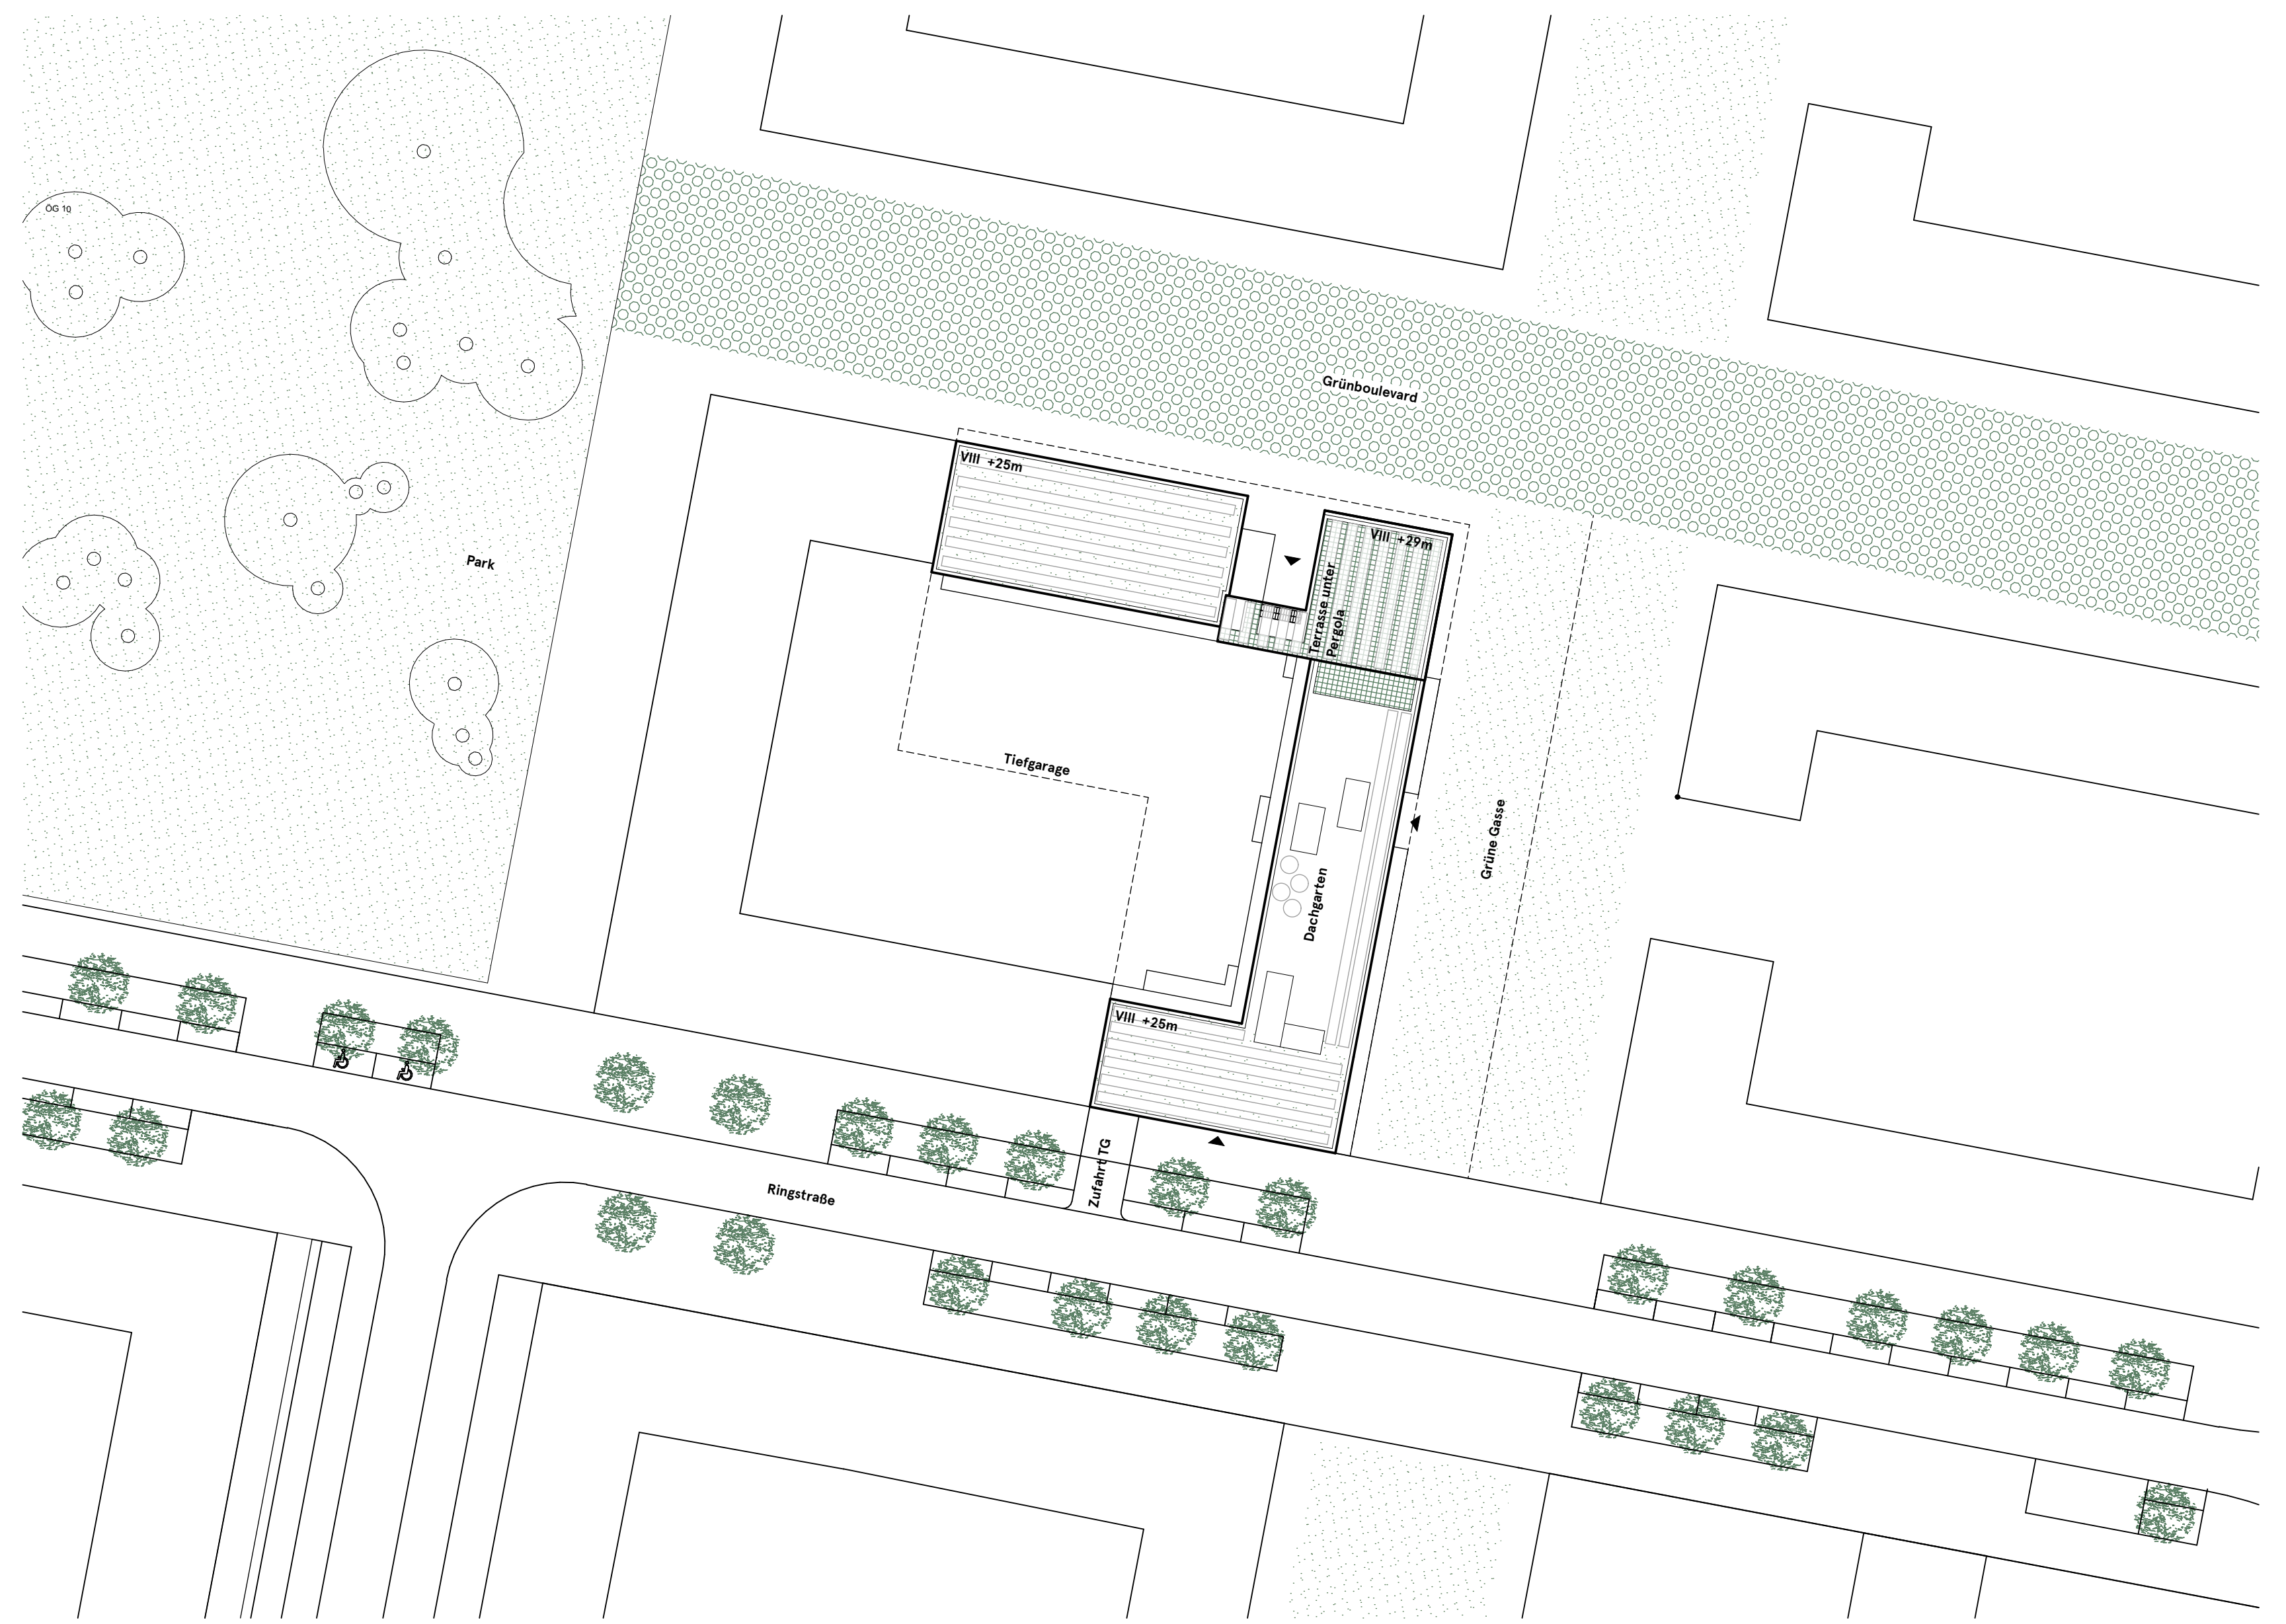 ÖG 10
Grünboulevard
VIII +25m
VIII +29m
Park
Terrasse unter
Pergola
Tiefgarage
Grüne Gasse
Dachgarten
VIII +25m
Zufahrt TG
Ringstraße